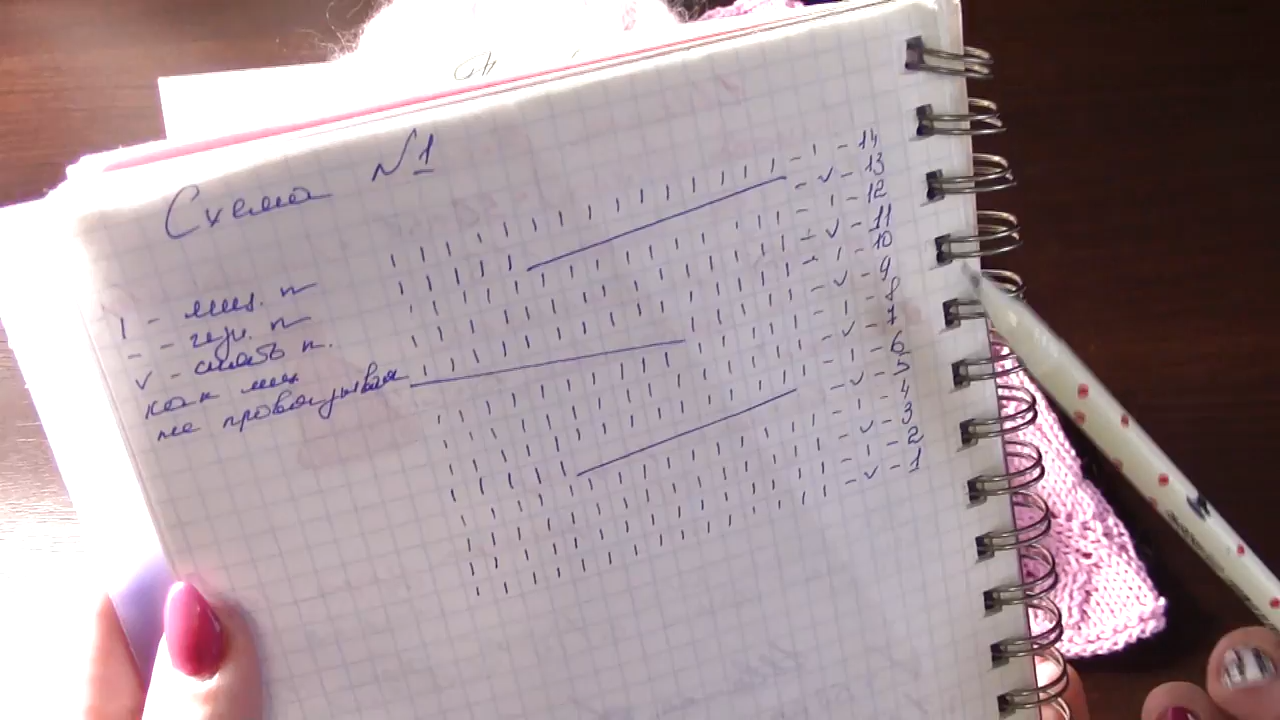 Схема №1
| - лиц. п
- - изн. п
v - снять п.
как лиц
не провязывая
14
13
12
11
10
9
8
7
6
5
4
3
2
1